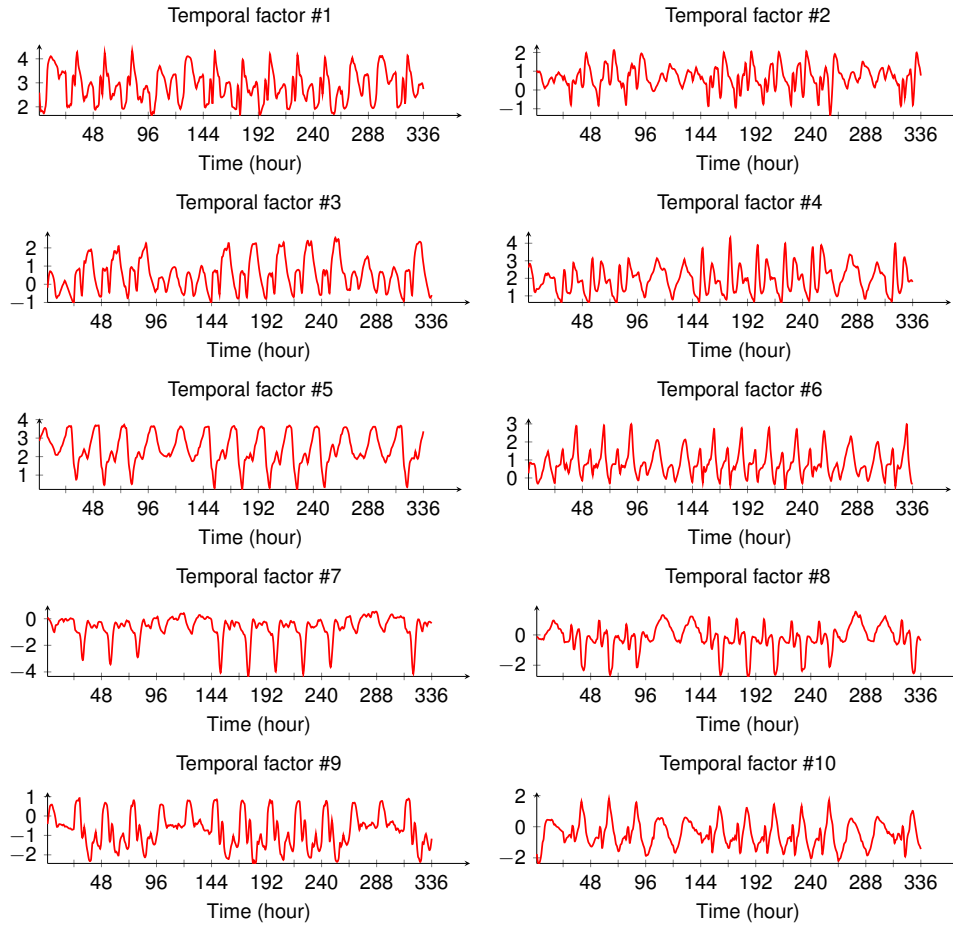 Temporal factor #1
4
3
2
48 96 144 192 240 288 336
Time (hour)
Temporal factor #2
2
1
0
−1
48 96 144 192 240 288 336
Time (hour)
Temporal factor #3
2
1
0
−1
48 96 144 192 240 288 336
Time (hour)
Temporal factor #4
4
3
2
1
48 96 144 192 240 288 336
Time (hour)
Temporal factor #5
4
3
2
1
48 96 144 192 240 288 336
Time (hour)
Temporal factor #6
3
2
1
0
48 96 144 192 240 288 336
Time (hour)
Temporal factor #7
0
−2
−4
48 96 144 192 240 288 336
Time (hour)
Temporal factor #8
0
−2
48 96 144 192 240 288 336
Time (hour)
Temporal factor #9
1
0
−1
−2
48 96 144 192 240 288 336
Time (hour)
Temporal factor #10
2
0
−2
48 96 144 192 240 288 336
Time (hour)